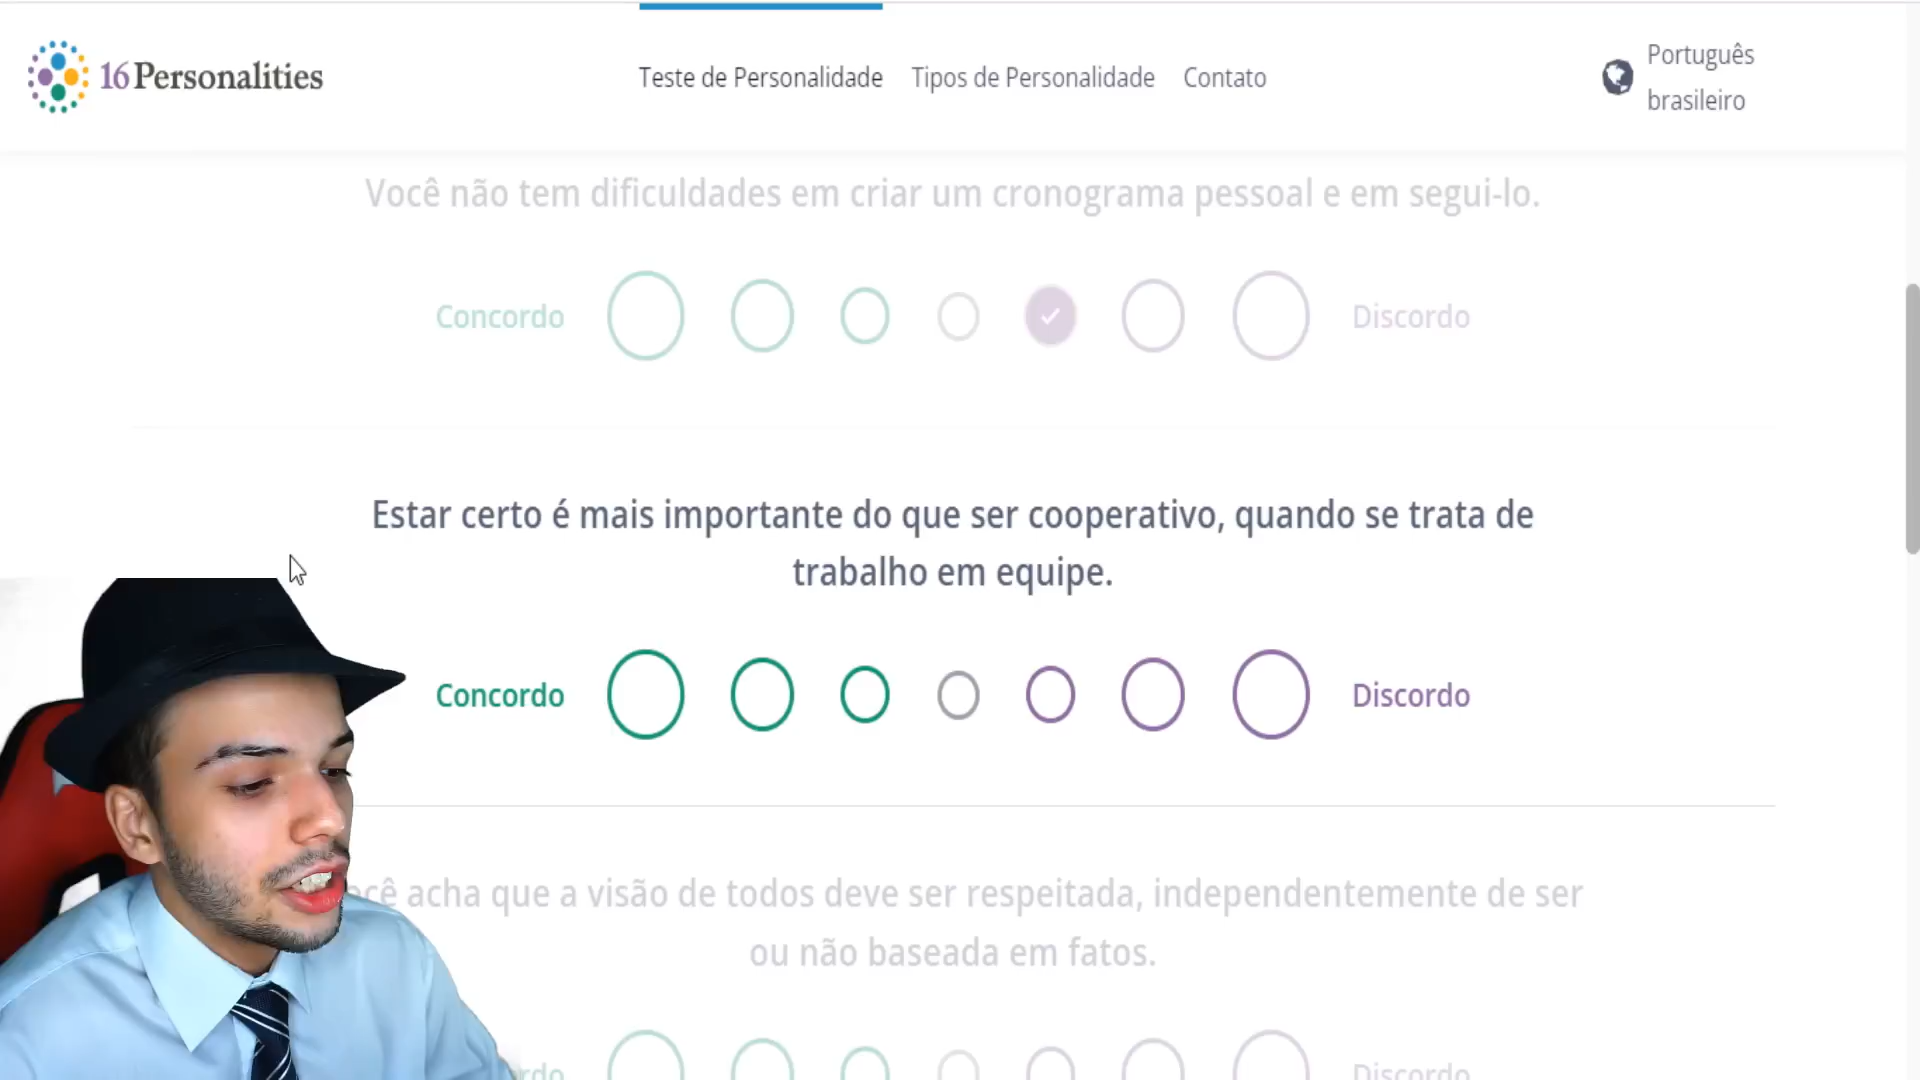 16Personalities
Teste de Personalidade
Tipos de Personalidade
Contato
Português
brasileiro
Você não tem dificuldades em criar um cronograma pessoal e em segui-lo.
Concordo
Discordo
Estar certo é mais importante do que ser cooperativo, quando se trata de
trabalho em equipe.
Concordo
Discordo
acha que a visão de todos deve ser respeitada, independentemente de ser
ou não baseada em fatos.
Discordo